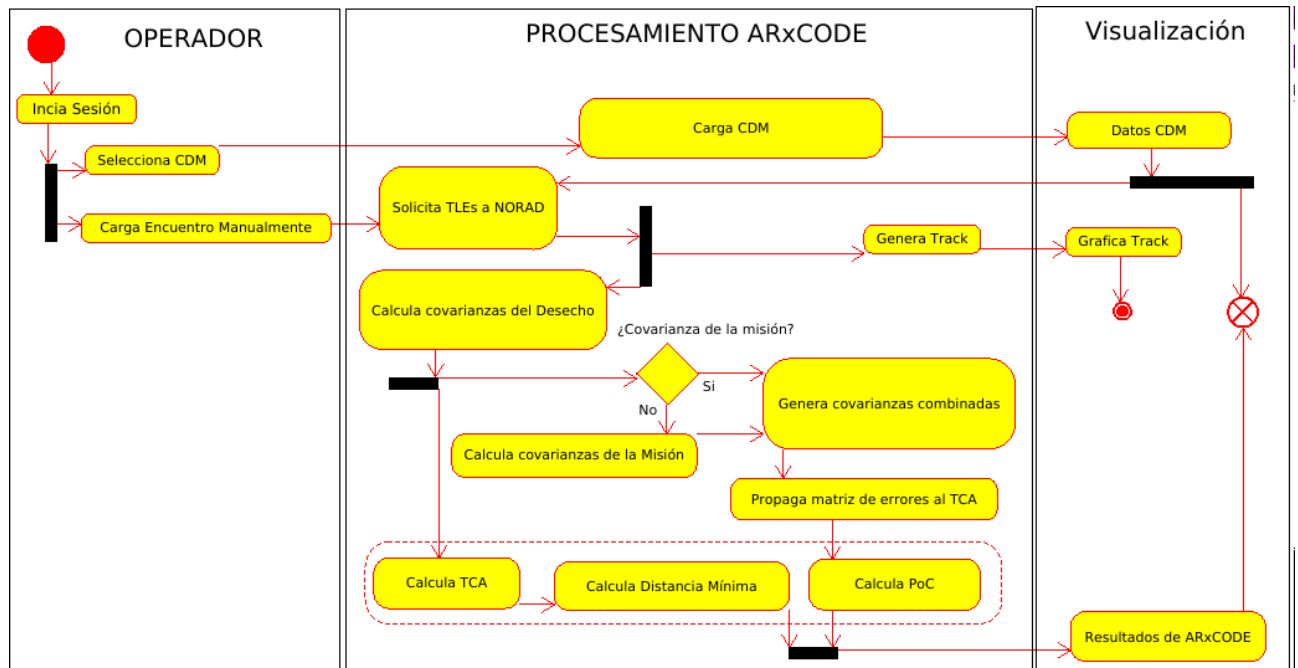 OPERADOR
PROCESAMIENTO ARxCODE
Visualización
Incia Sesión
Selecciona CDM
Carga CDM
Datos CDM
Carga Encuentro Manualmente
Solicita TLEs a NORAD
Genera Track
Grafica Track
Calcula covarianzas del Desecho
¿Covarianza de la misión?
Si
No
Genera covarianzas combinadas
Calcula covarianzas de la Misión
Propaga matriz de errores al TCA
Calcula TCA
Calcula Distancia Mínima
Calcula PoC
Resultados de ARxCODE